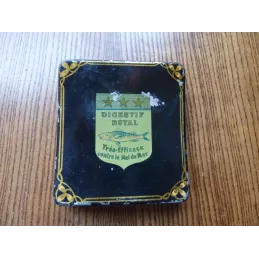 DIGESTIF
ROYAL
Très-Efficace
contre le Mal de Mer